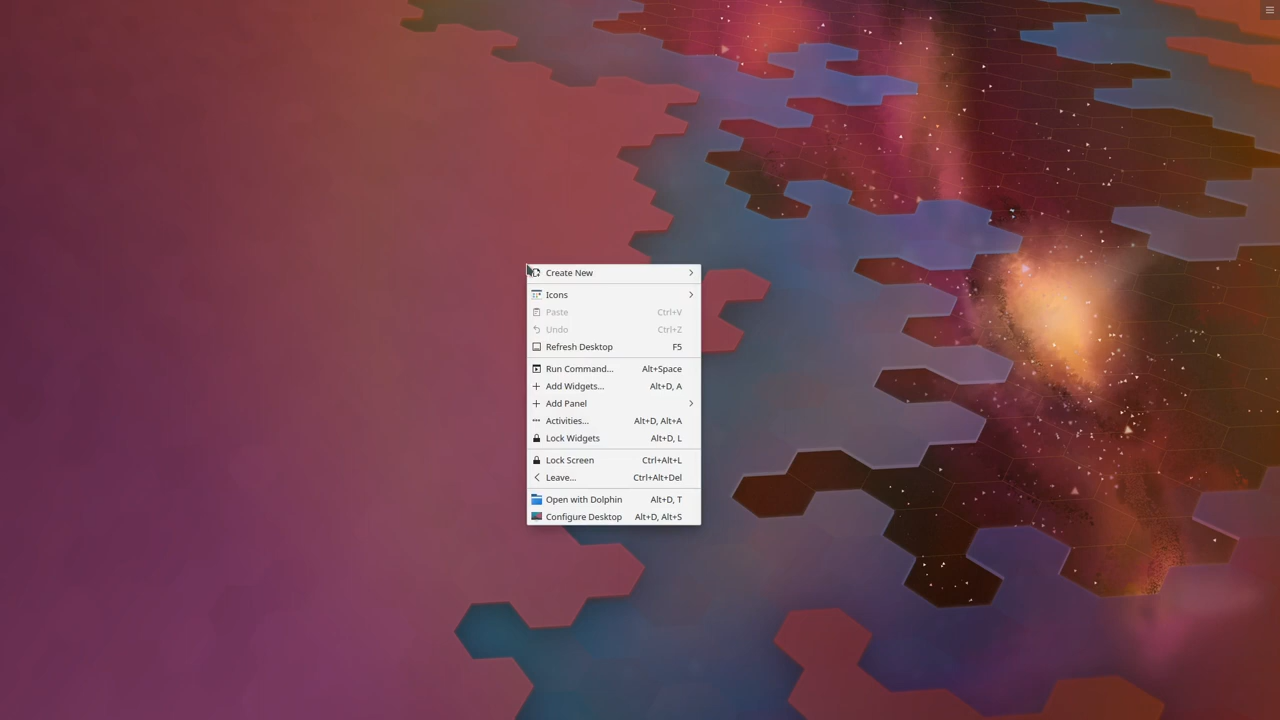 Create New
Icons
Paste Ctrl+V
Undo Ctrl+Z
Refresh Desktop F5
Run Command... Alt+Space
Add Widgets... Alt+D, A
Add Panel
Activities... Alt+D, Alt+A
Lock Widgets Alt+D, L
Lock Screen Ctrl+Alt+L
Leave... Ctrl+Alt+Del
Open with Dolphin Alt+D, T
Configure Desktop Alt+D, Alt+S